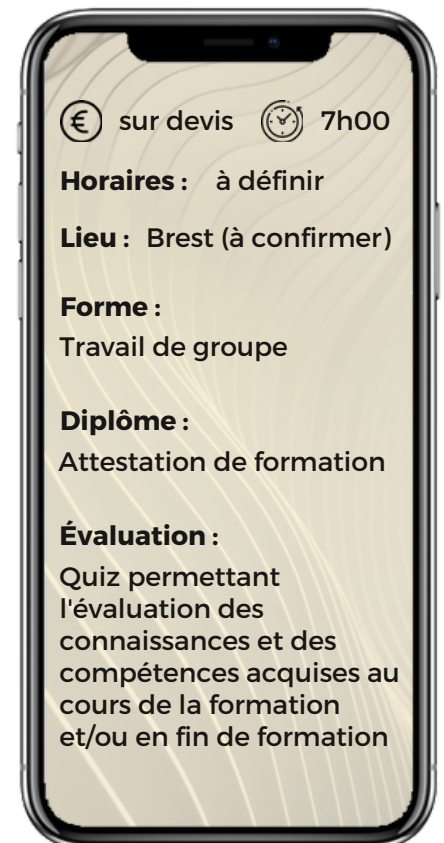 € sur devis 7h00
Horaires : à définir
Lieu : Brest (à confirmer)
Forme :
Travail de groupe
Diplôme :
Attestation de formation
Évaluation :
Quiz permettant
l'évaluation des
connaissances et des
compétences acquises au
cours de la formation
et/ou en fin de formation